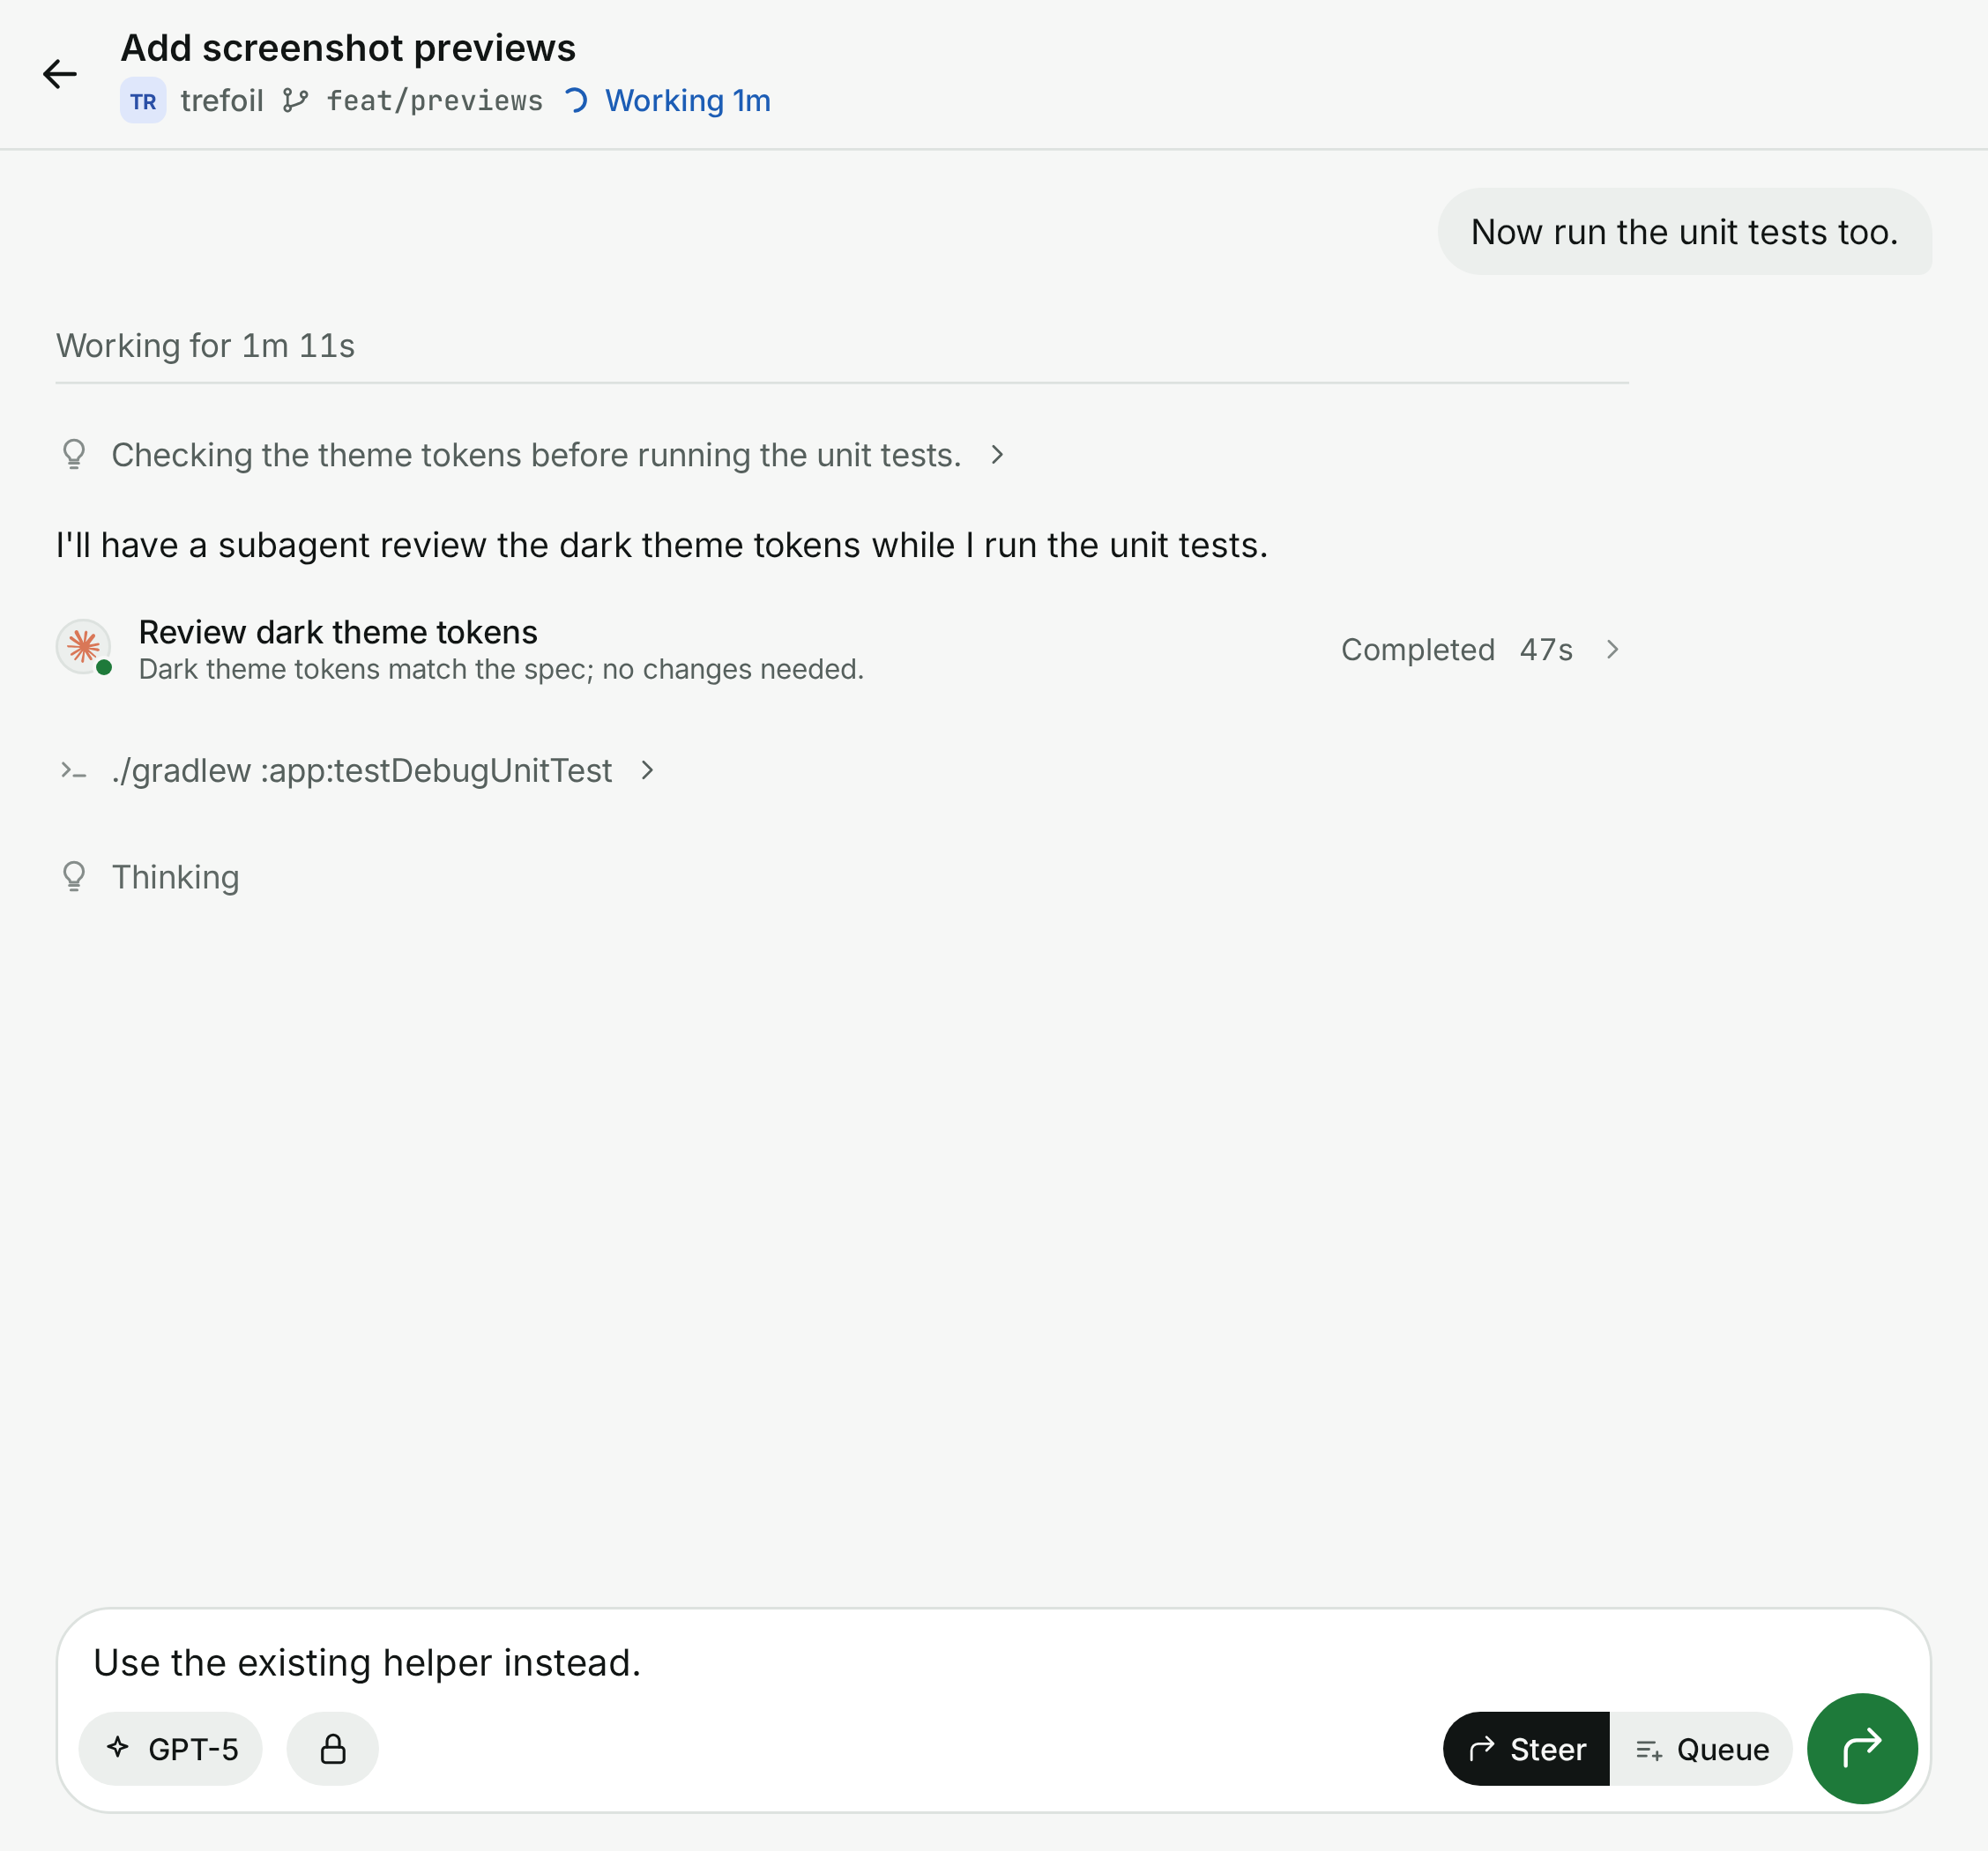 Add screenshot previews
TR trefoil feat/previews Working 1m
Now run the unit tests too.
Working for 1m 11s
Checking the theme tokens before running the unit tests.
I'll have a subagent review the dark theme tokens while I run the unit tests.
Review dark theme tokens
Dark theme tokens match the spec; no changes needed.
Completed 47s
./gradlew :app:testDebugUnitTest
Thinking
Use the existing helper instead.
GPT-5 Steer Queue